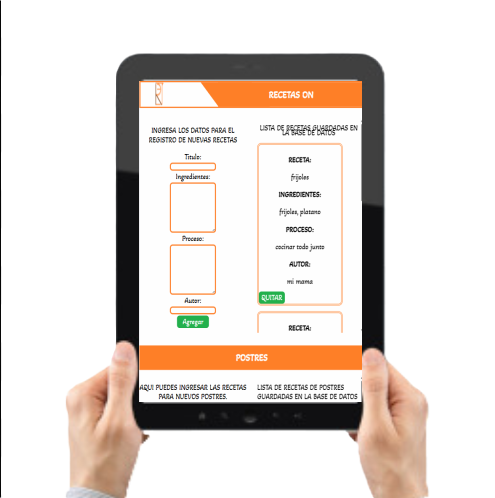 RECETAS ON
INGRESA LOS DATOS PARA EL
REGISTRO DE NUEVAS RECETAS
Titulo:
Ingredientes:
Proceso:
Autor:
Agregar
LISTA DE RECETAS GUARDADAS EN
LA BASE DE DATOS
RECETA:
frijoles
INGREDIENTES:
frijoles, platano
PROCESO:
cocinar todo junto
AUTOR:
mi mama
QUITAR
RECETA:
POSTRES
AQUI PUEDES INGRESAR LAS RECETAS
PARA NUEVOS POSTRES.
LISTA DE RECETAS DE POSTRES
GUARDADAS EN LA BASE DE DATOS